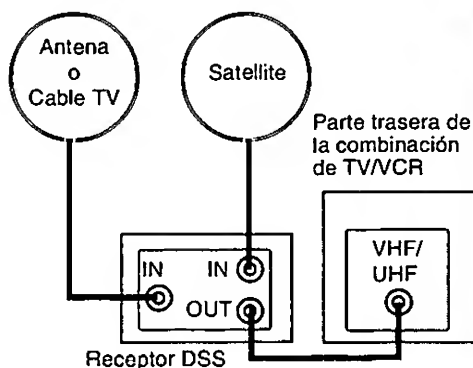 Antena
o
Cable TV
Satellite
Parte trasera de
la combinación
de TV/VCR
VHF/
UHF
IN
IN
OUT
Receptor DSS